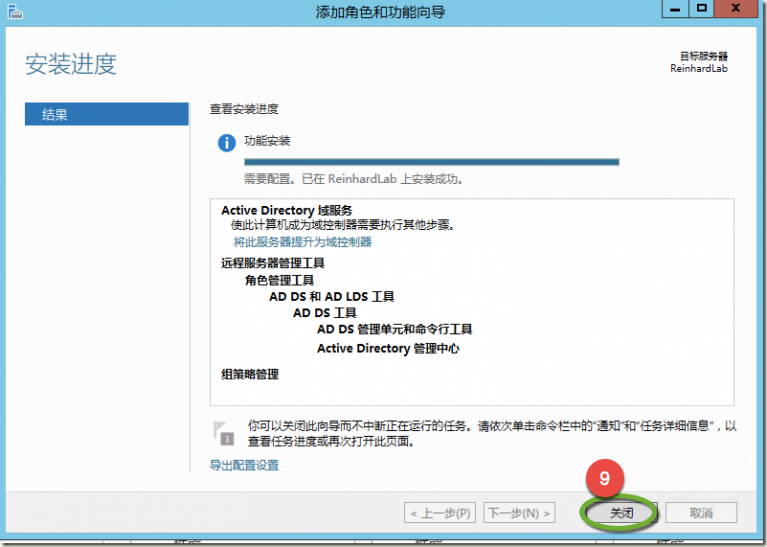 添加角色和功能向导
安装进度
目标服务器
ReinhardLab
结果
查看安装进度
功能安装
需要配置。已在 ReinhardLab 上安装成功。
Active Directory 域服务
使此计算机成为域控制器需要执行其他步骤。
将此服务器提升为域控制器
远程服务器管理工具
角色管理工具
AD DS 和 AD LDS 工具
AD DS 工具
AD DS 管理单元和命令行工具
Active Directory 管理中心
组策略管理
1
你可以关闭此向导而不中断正在运行的任务。请依次单击命令栏中的"通知"和"任务详细信息"，以
查看任务进度或再次打开此页面。
导出配置设置
9
< 上一步(P)
下一步(N) >
关闭
取消